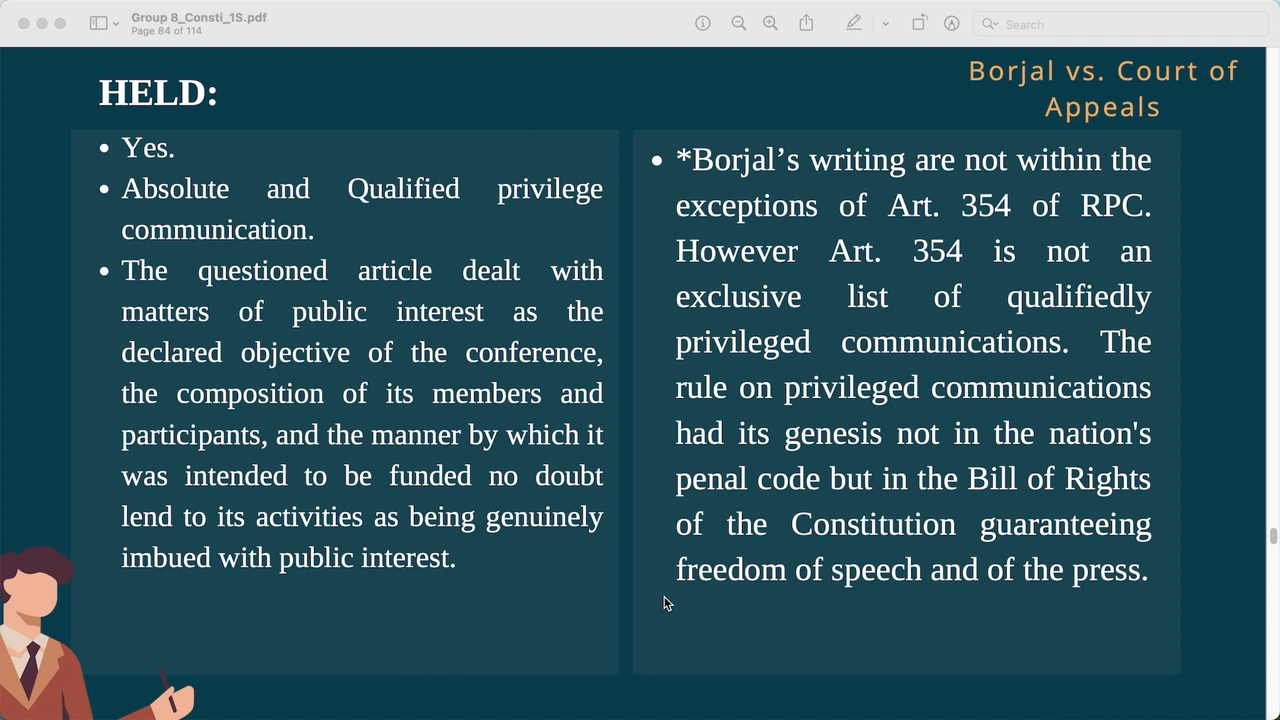 Group 8_Consti_1S.pdf
Page 84 of 114
Search
Borjal vs. Court of
Appeals
HELD:
• Yes.
• Absolute and Qualified privilege
communication.
• The questioned article dealt with
matters of public interest as the
declared objective of the conference,
the composition of its members and
participants, and the manner by which it
was intended to be funded no doubt
lend to its activities as being genuinely
imbued with public interest.
• *Borjal’s writing are not within the
exceptions of Art. 354 of RPC.
However Art. 354 is not an
exclusive list of qualifiedly
privileged communications. The
rule on privileged communications
had its genesis not in the nation's
penal code but in the Bill of Rights
of the Constitution guaranteeing
freedom of speech and of the press.